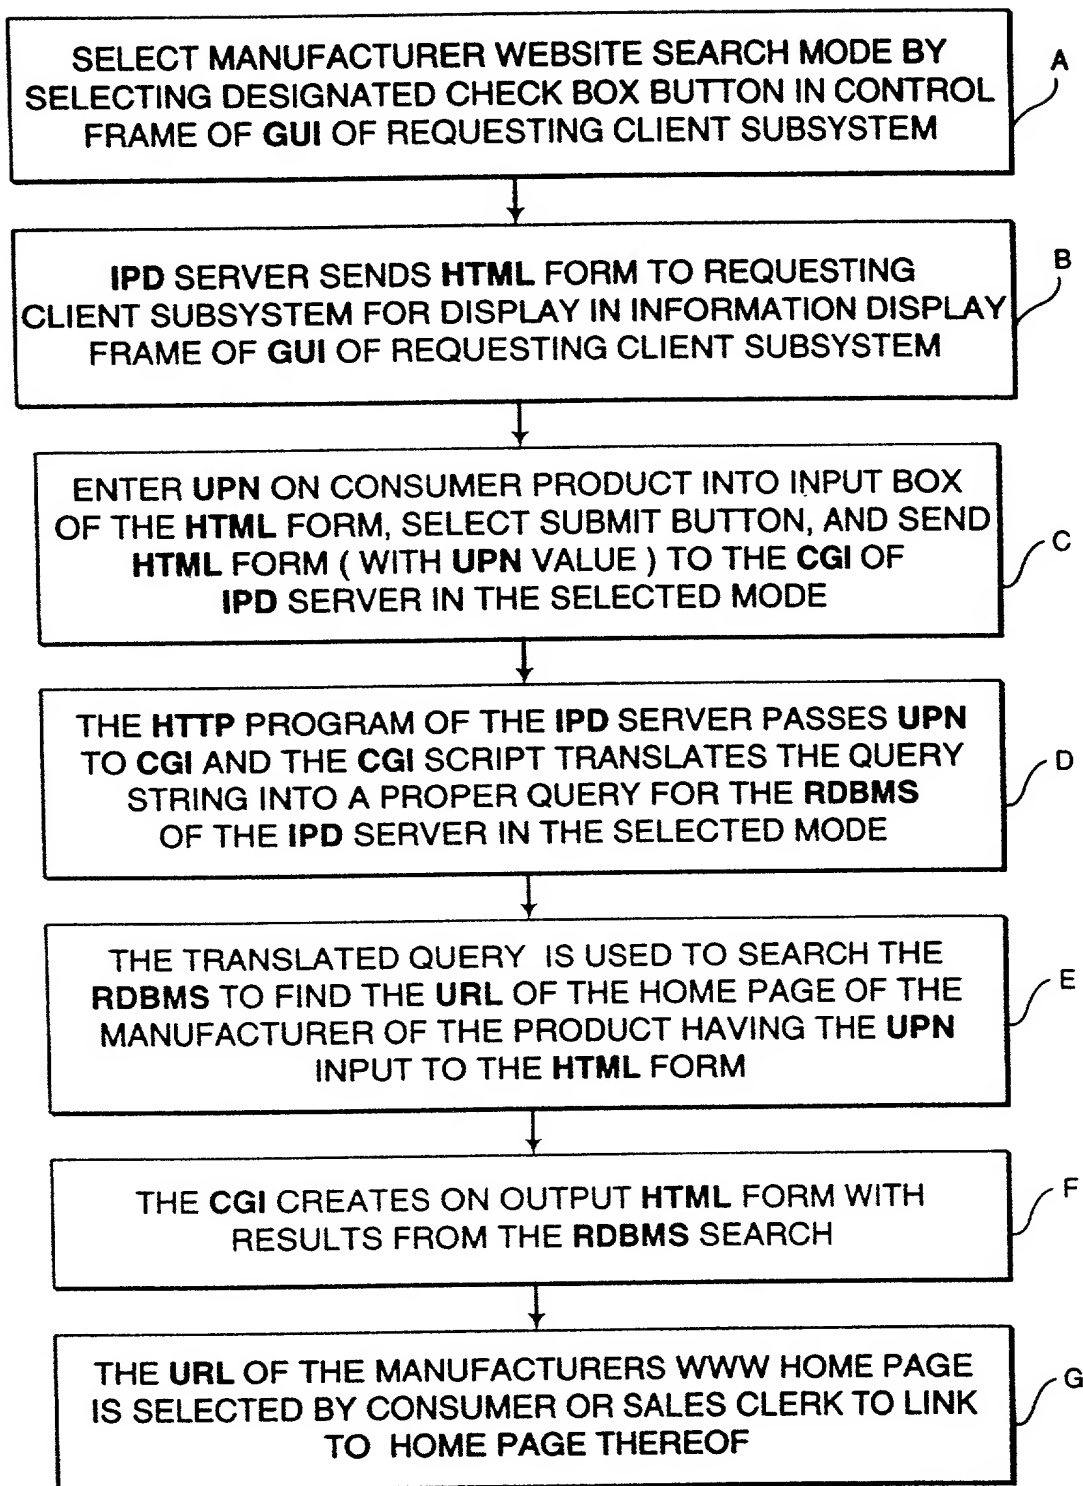 SELECT MANUFACTURER WEBSITE SEARCH MODE BY
SELECTING DESIGNATED CHECK BOX BUTTON IN CONTROL
FRAME OF GUI OF REQUESTING CLIENT SUBSYSTEM
A
IPD SERVER SENDS HTML FORM TO REQUESTING
CLIENT SUBSYSTEM FOR DISPLAY IN INFORMATION DISPLAY
FRAME OF GUI OF REQUESTING CLIENT SUBSYSTEM
B
ENTER UPN ON CONSUMER PRODUCT INTO INPUT BOX
OF THE HTML FORM, SELECT SUBMIT BUTTON, AND SEND
HTML FORM ( WITH UPN VALUE ) TO THE CGI OF
IPD SERVER IN THE SELECTED MODE
C
THE HTTP PROGRAM OF THE IPD SERVER PASSES UPN
TO CGI AND THE CGI SCRIPT TRANSLATES THE QUERY
STRING INTO A PROPER QUERY FOR THE RDBMS
OF THE IPD SERVER IN THE SELECTED MODE
D
THE TRANSLATED QUERY IS USED TO SEARCH THE
RDBMS TO FIND THE URL OF THE HOME PAGE OF THE
MANUFACTURER OF THE PRODUCT HAVING THE UPN
INPUT TO THE HTML FORM
E
THE CGI CREATES ON OUTPUT HTML FORM WITH
RESULTS FROM THE RDBMS SEARCH
F
THE URL OF THE MANUFACTURERS WWW HOME PAGE
IS SELECTED BY CONSUMER OR SALES CLERK TO LINK
TO HOME PAGE THEREOF
G